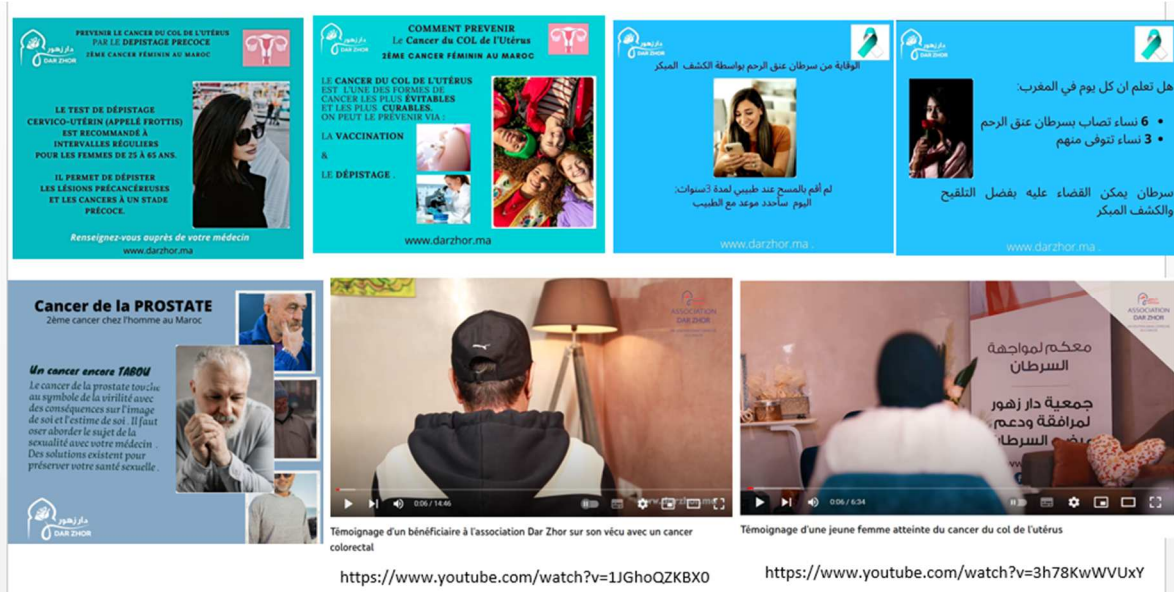 PREVENIR LE CANCER DU COL DE L'UTÉRUS
PAR LE DEPISTAGE PRECOCE
2ÈME CANCER FÉMININ AU MAROC
دار زهور
DAR ZHOR
LE TEST DE DÉPISTAGE
CERVICO-UTÉRIN (APPELÉ FROTTIS)
EST RECOMMANDÉ À
INTERVALLES RÉGULIERS
POUR LES FEMMES DE 25 À 65 ANS.
IL PERMET DE DÉPISTER
LES LÉSIONS PRÉCANCÉREUSES
ET LES CANCERS À UN STADE
PRÉCOCE.
Renseignez-vous auprès de votre médecin
www.darzhor.ma
COMMENT PREVENIR
Le Cancer du COL de l'Utérus
2ÈME CANCER FÉMININ AU MAROC
دار زهور
DAR ZHOR
LE CANCER DU COL DE L'UTÉRUS
EST L'UNE DES FORMES DE
CANCER LES PLUS ÉVITABLES
ET LES PLUS CURABLES.
ON PEUT LE PRÉVENIR VIA :
LA VACCINATION
&
LE DÉPISTAGE .
www.darzhor.ma
دار زهور
DAR ZHOR
الوقاية من سرطان عنق الرحم بواسطة الكشف المبكر
لم أقم بالمسح عند طبيبي لمدة 3سنوات:
اليوم سأحدد موعد مع الطبيب
www.darzhor.ma .
دار زهور
DAR ZHOR
هل تعلم ان كل يوم في المغرب:
• 6 نساء تصاب بسرطان عنق الرحم
• 3 نساء تتوفى منهم
سرطان يمكن القضاء عليه بفضل التلقيح
والكشف المبكر
www.darzhor.ma .
Cancer de la PROSTATE
2ème cancer chez l'homme au Maroc
Un cancer encore TABOU
Le cancer de la prostate touche
au symbole de la virilité avec
des conséquences sur l'image
de soi et l'estime de soi . Il faut
oser aborder le sujet de la
sexualité avec votre médecin .
Des solutions existent pour
préserver votre santé sexuelle .
دار زهور
DAR ZHOR
ASSOCIATION
DAR ZHOR
www.darzhor.ma
0:06 / 14:46
Témoignage d'un bénéficiaire à l'association Dar Zhor sur son vécu avec un cancer
colorectal
https://www.youtube.com/watch?v=1JGhoQZKBX0
ASSOCIATION
DAR ZHOR
معكم لمواجهة
السرطان
جمعية دار زهور
لمرافقة ودعم
السرطان
0:06 / 6:34
Témoignage d'une jeune femme atteinte du cancer du col de l'utérus
https://www.youtube.com/watch?v=3h78KwWVUxY